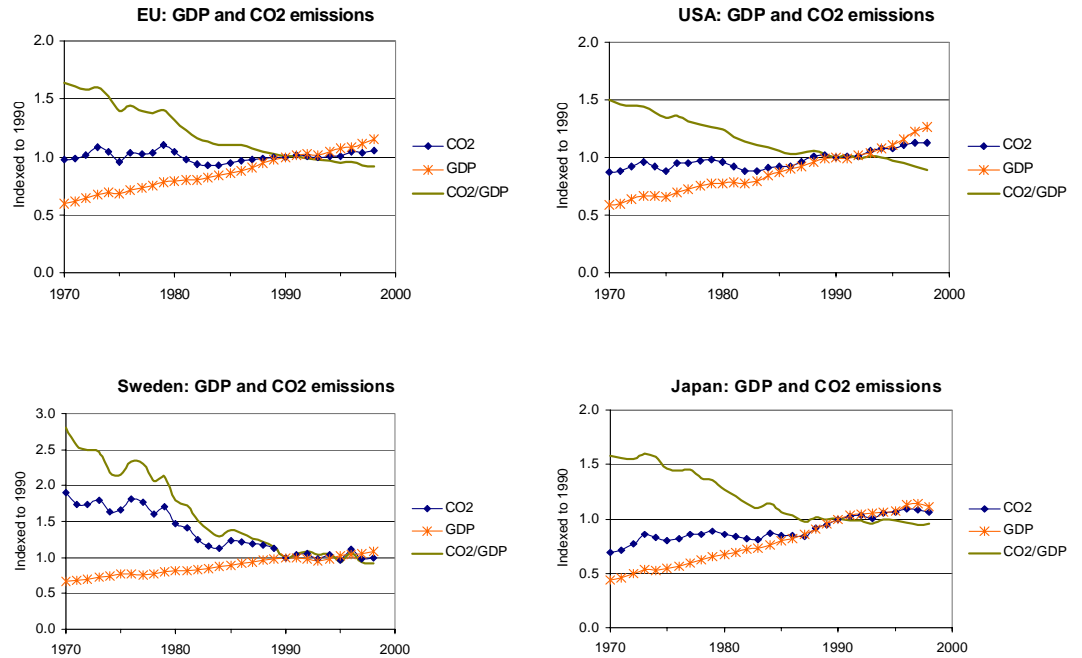 EU: GDP and CO2 emissions
2.0
1.5
1.0
0.5
0.0
Indexed to 1990
1970 1980 1990 2000
CO2
GDP
CO2/GDP
USA: GDP and CO2 emissions
2.0
1.5
1.0
0.5
0.0
Indexed to 1990
1970 1980 1990 2000
CO2
GDP
CO2/GDP
Sweden: GDP and CO2 emissions
3.0
2.5
2.0
1.5
1.0
0.5
0.0
Indexed to 1990
1970 1980 1990 2000
CO2
GDP
CO2/GDP
Japan: GDP and CO2 emissions
2.0
1.5
1.0
0.5
0.0
Indexed to 1990
1970 1980 1990 2000
CO2
GDP
CO2/GDP